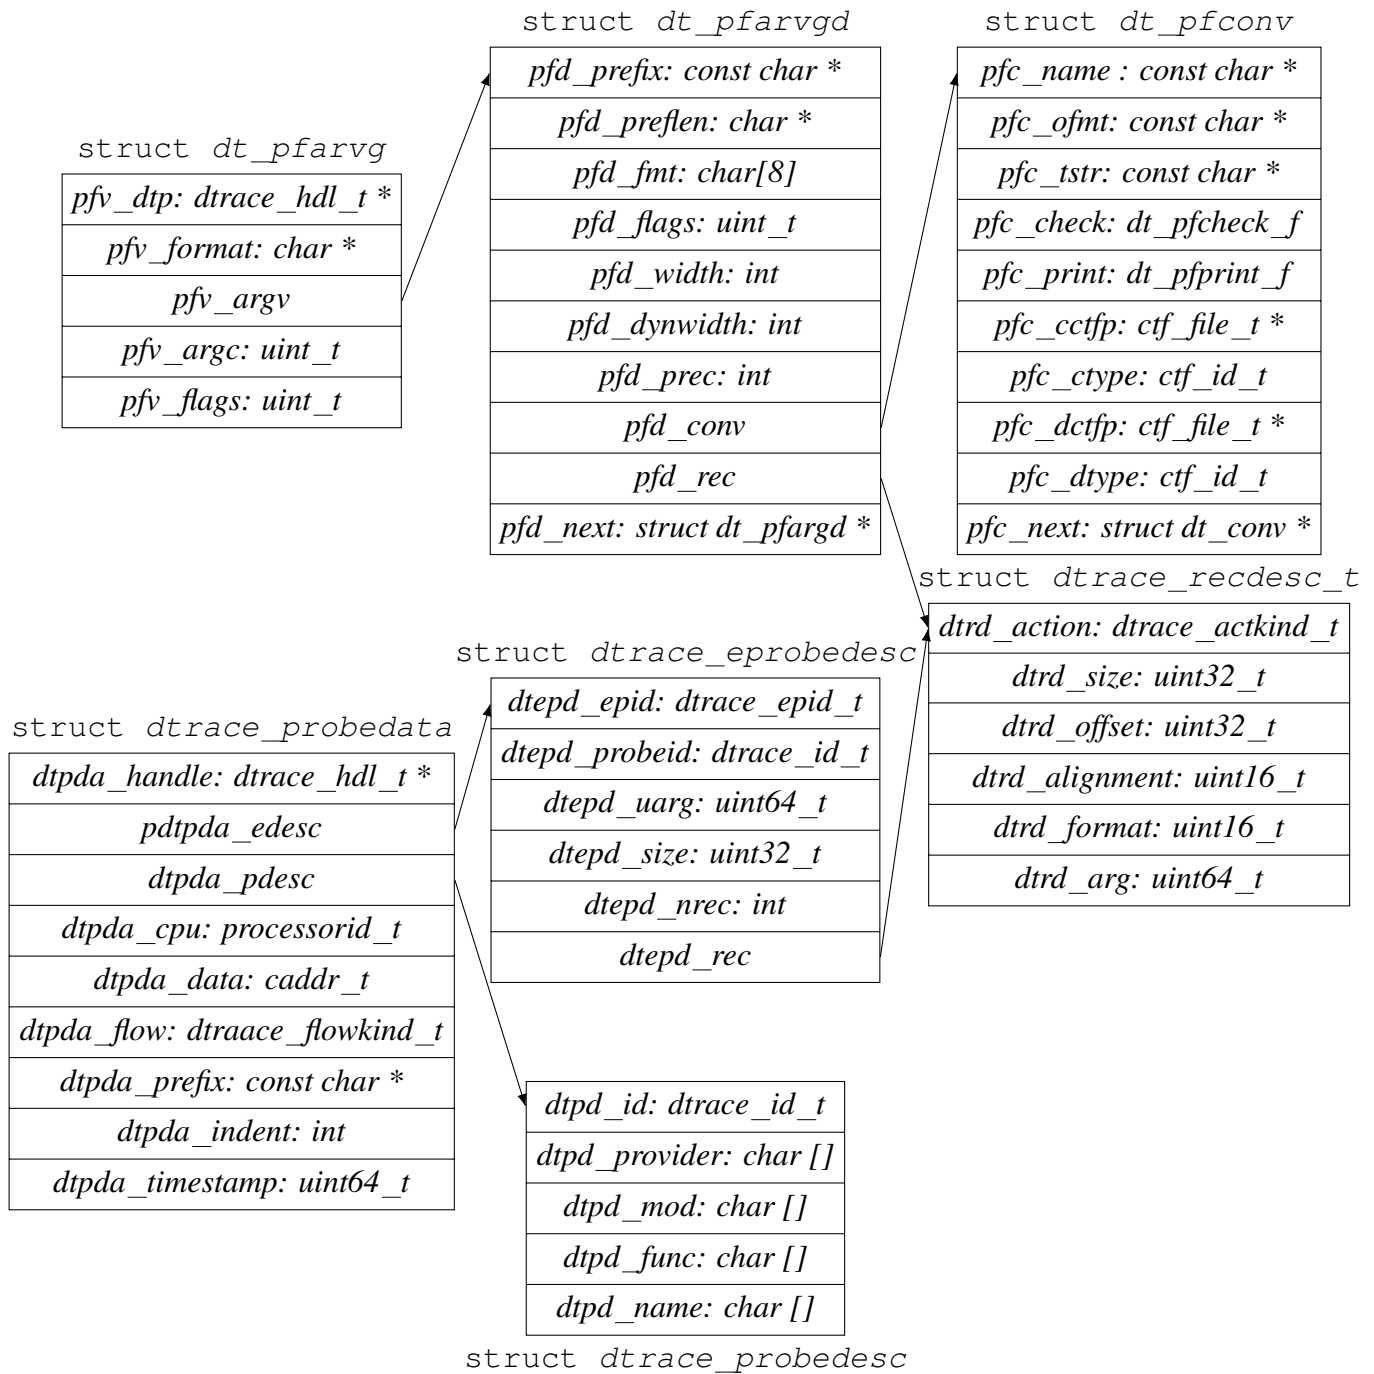 struct dt_pfarvg
pfv_dtp: dtrace_hdl_t *
pfv_format: char *
pfv_argv
pfv_argc: uint_t
pfv_flags: uint_t
struct dt_pfarvgd
pfd_prefix: const char *
pfd_preflen: char *
pfd_fmt: char[8]
pfd_flags: uint_t
pfd_width: int
pfd_dynwidth: int
pfd_prec: int
pfd_conv
pfd_rec
pfd_next: struct dt_pfargd *
struct dt_pfconv
pfc_name : const char *
pfc_ofmt: const char *
pfc_tstr: const char *
pfc_check: dt_pfcheck_f
pfc_print: dt_pfprint_f
pfc_cctfp: ctf_file_t *
pfc_ctype: ctf_id_t
pfc_dctfp: ctf_file_t *
pfc_dtype: ctf_id_t
pfc_next: struct dt_conv *
struct dtrace_probedata
dtpda_handle: dtrace_hdl_t *
pdtpda_edesc
dtpda_pdesc
dtpda_cpu: processorid_t
dtpda_data: caddr_t
dtpda_flow: dtraace_flowkind_t
dtpda_prefix: const char *
dtpda_indent: int
dtpda_timestamp: uint64_t
struct dtrace_eprobedesc
dtepd_epid: dtrace_epid_t
dtepd_probeid: dtrace_id_t
dtepd_uarg: uint64_t
dtepd_size: uint32_t
dtepd_nrec: int
dtepd_rec
struct dtrace_recdesc_t
dtrd_action: dtrace_actkind_t
dtrd_size: uint32_t
dtrd_offset: uint32_t
dtrd_alignment: uint16_t
dtrd_format: uint16_t
dtrd_arg: uint64_t
dtpd_id: dtrace_id_t
dtpd_provider: char []
dtpd_mod: char []
dtpd_func: char []
dtpd_name: char []
struct dtrace_probedesc